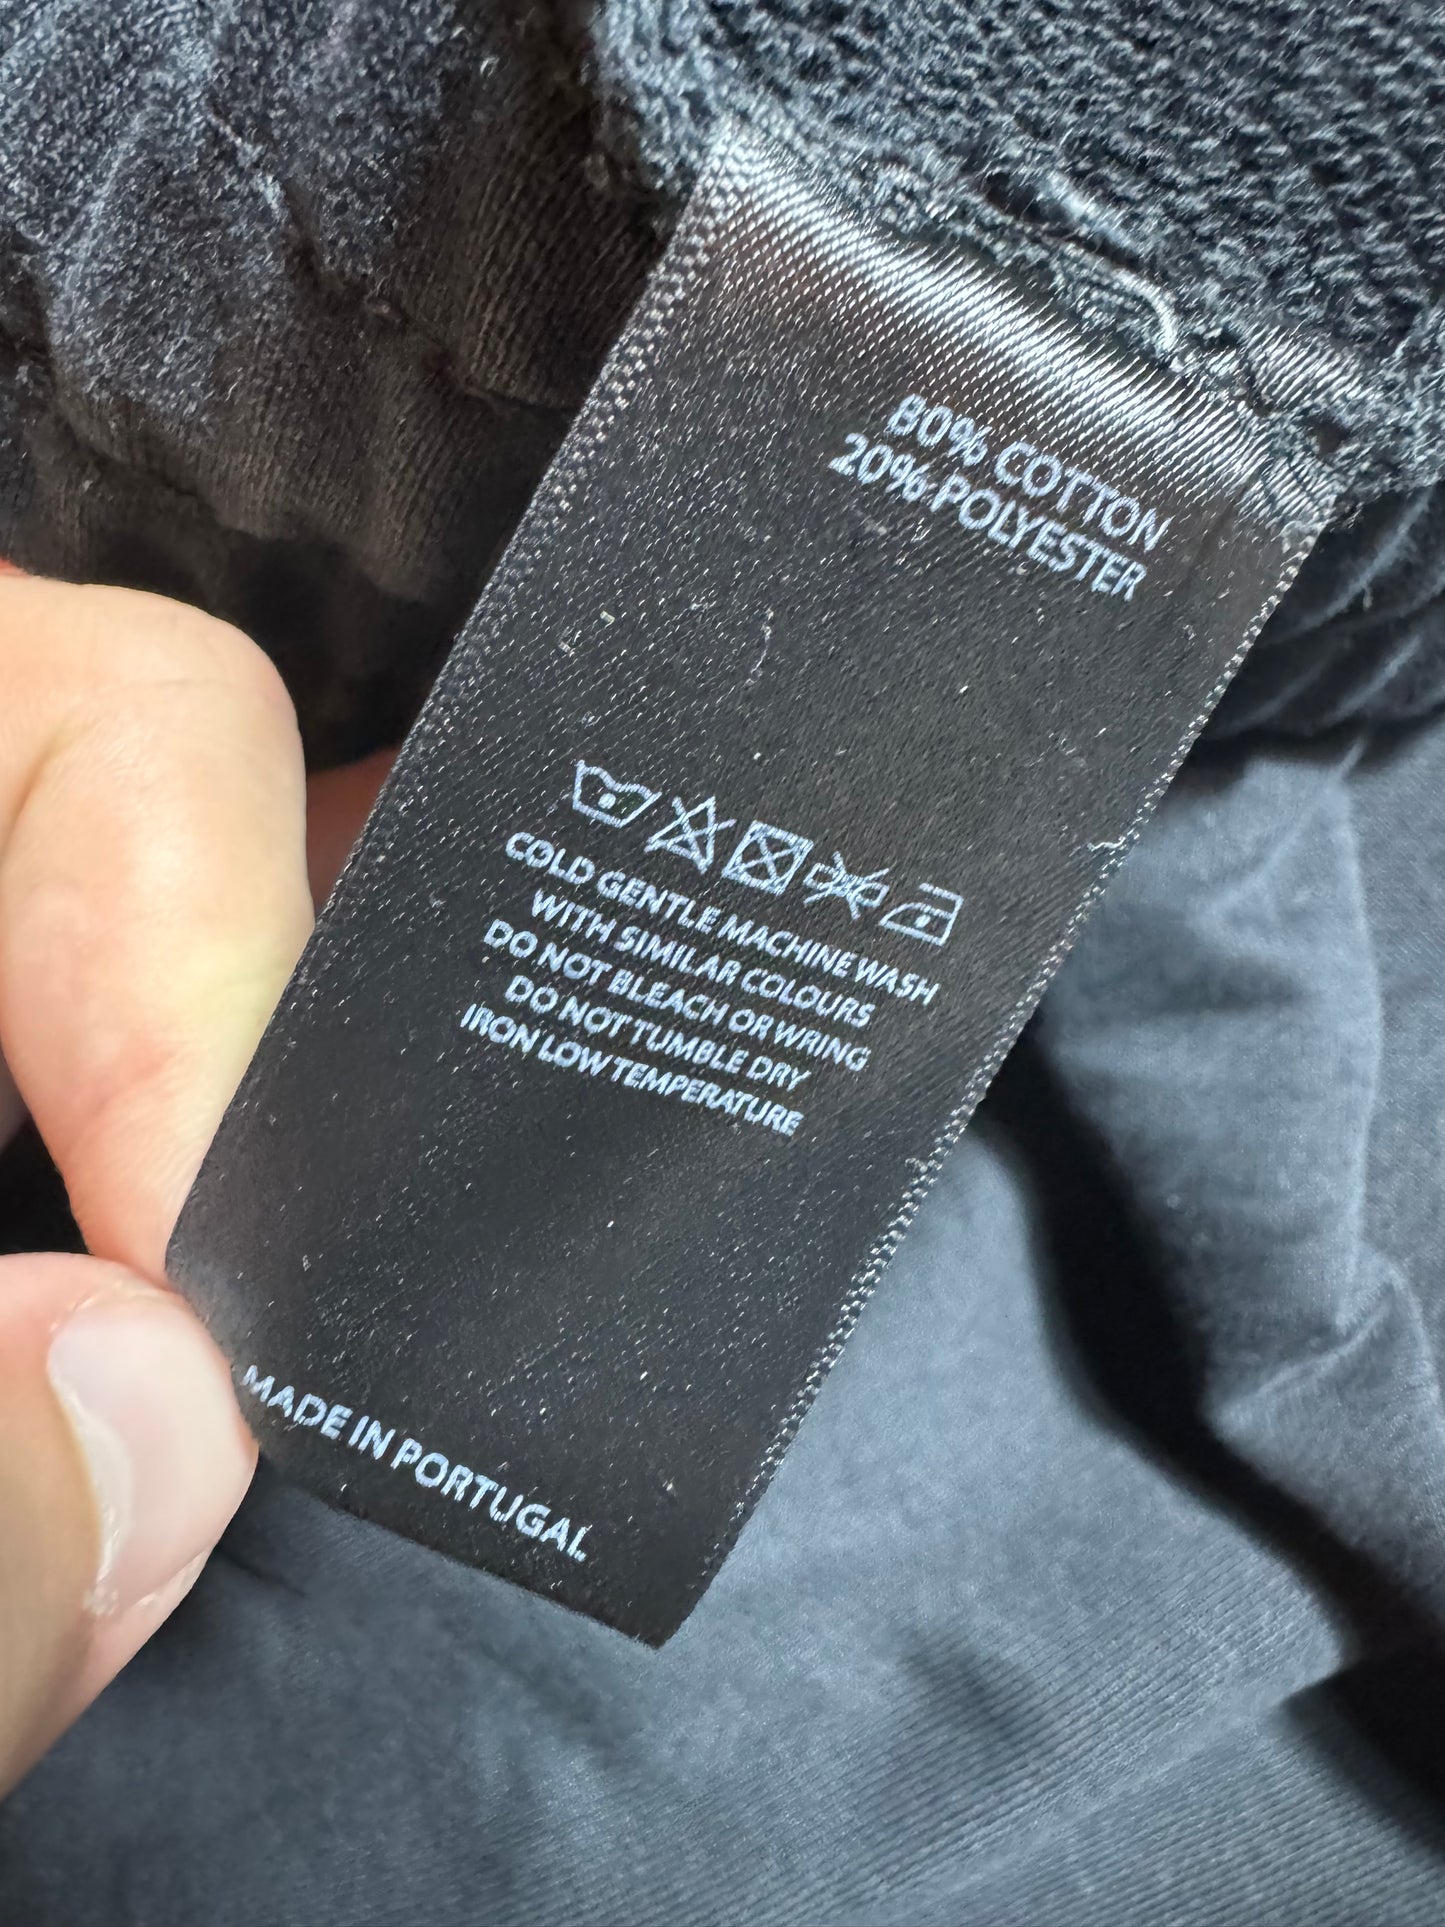 80% COTTON
20% POLYESTER
COLD GENTLE MACHINE WASH
WITH SIMILAR COLOURS
DO NOT BLEACH OR WRING
DO NOT TUMBLE DRY
IRON LOW TEMPERATURE
MADE IN PORTUGAL